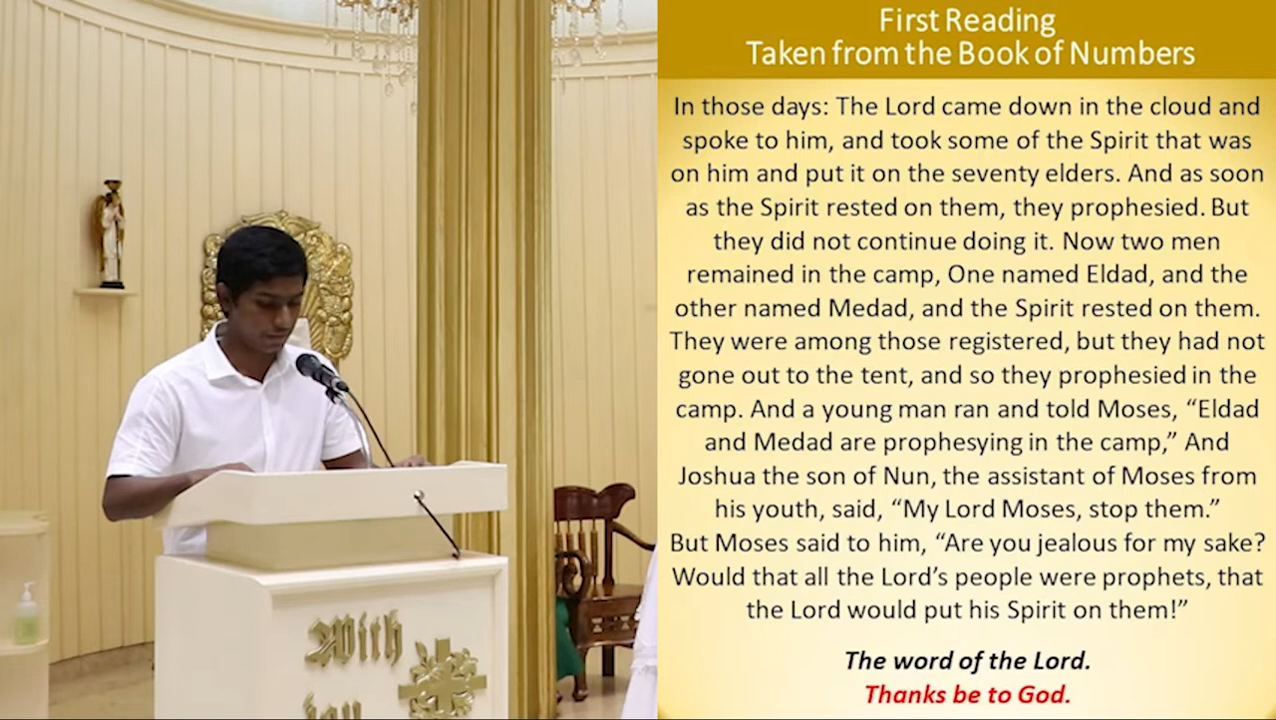 First Reading
Taken from the Book of Numbers
In those days: The Lord came down in the cloud and
spoke to him, and took some of the Spirit that was
on him and put it on the seventy elders. And as soon
as the Spirit rested on them, they prophesied. But
they did not continue doing it. Now two men
remained in the camp, One named Eldad, and the
other named Medad, and the Spirit rested on them.
They were among those registered, but they had not
gone out to the tent, and so they prophesied in the
camp. And a young man ran and told Moses, “Eldad
and Medad are prophesying in the camp,” And
Joshua the son of Nun, the assistant of Moses from
his youth, said, “My Lord Moses, stop them.”
But Moses said to him, “Are you jealous for my sake?
Would that all the Lord’s people were prophets, that
the Lord would put his Spirit on them!”
The word of the Lord.
Thanks be to God.
With
joy